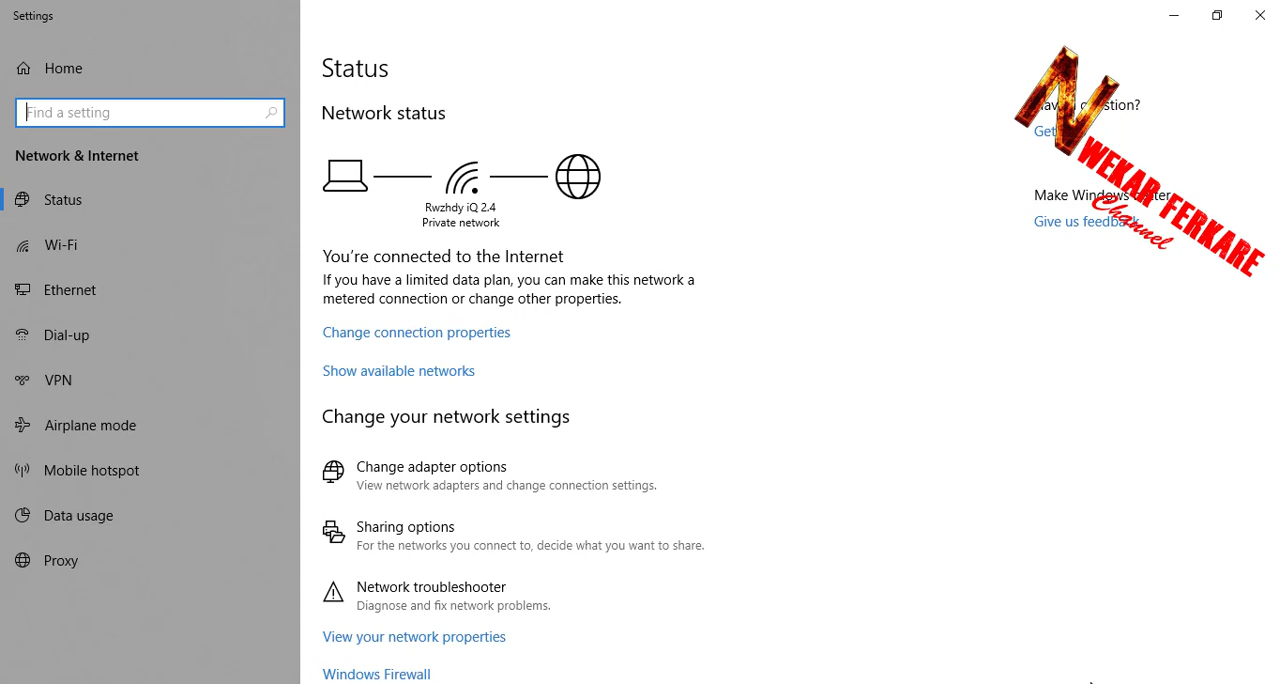 Settings
Home
Find a setting
Network & Internet
Status
Wi-Fi
Ethernet
Dial-up
VPN
Airplane mode
Mobile hotspot
Data usage
Proxy
Status
Network status
Rwzhdy iQ 2.4
Private network
You're connected to the Internet
If you have a limited data plan, you can make this network a
metered connection or change other properties.
Change connection properties
Show available networks
Change your network settings
Change adapter options
View network adapters and change connection settings.
Sharing options
For the networks you connect to, decide what you want to share.
Network troubleshooter
Diagnose and fix network problems.
View your network properties
Windows Firewall
question?
Get
Make Windows
Give us feedback
N
WEKAR FERKARE
Channel